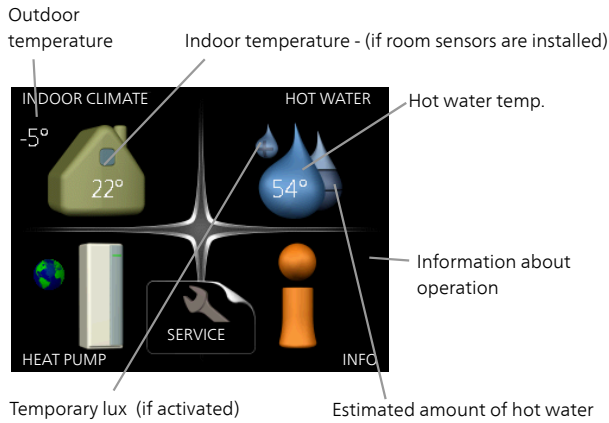 Outdoor
temperature
Indoor temperature - (if room sensors are installed)
INDOOR CLIMATE
HOT WATER
Hot water temp.
-5°
22°
54°
Information about
operation
SERVICE
HEAT PUMP
INFO
Temporary lux (if activated)
Estimated amount of hot water